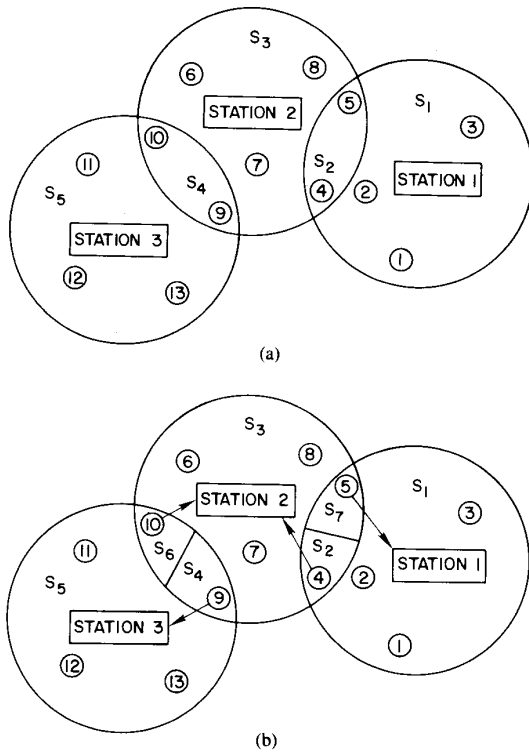 S3
8
6
5
S1
3
STATION 2
10
11
7
S2
STATION 1
S4
4
2
S5
9
STATION 3
1
12
13
(a)
S3
8
6
5
S1
STATION 2
3
10
S7
11
7
S2
S6
STATION 1
S4
4
2
S5
9
STATION 3
1
12
13
(b)